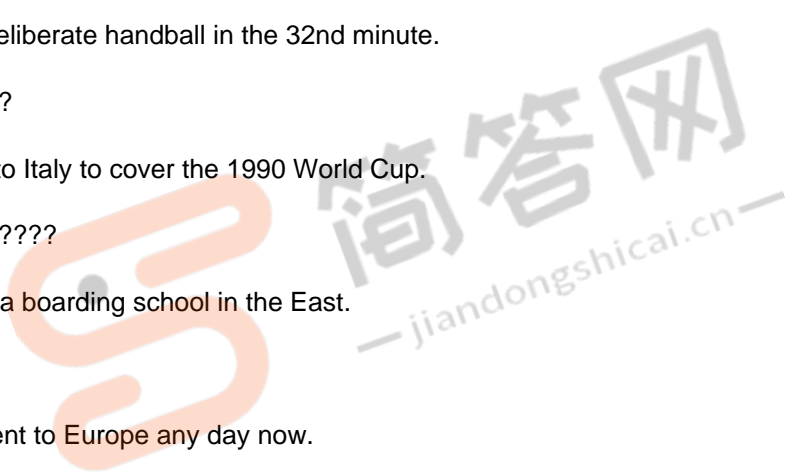 eliberate handball in the 32nd minute.
?
to Italy to cover the 1990 World Cup.
????
a boarding school in the East.
ent to Europe any day now.
简答网
jiandongshicai.cn